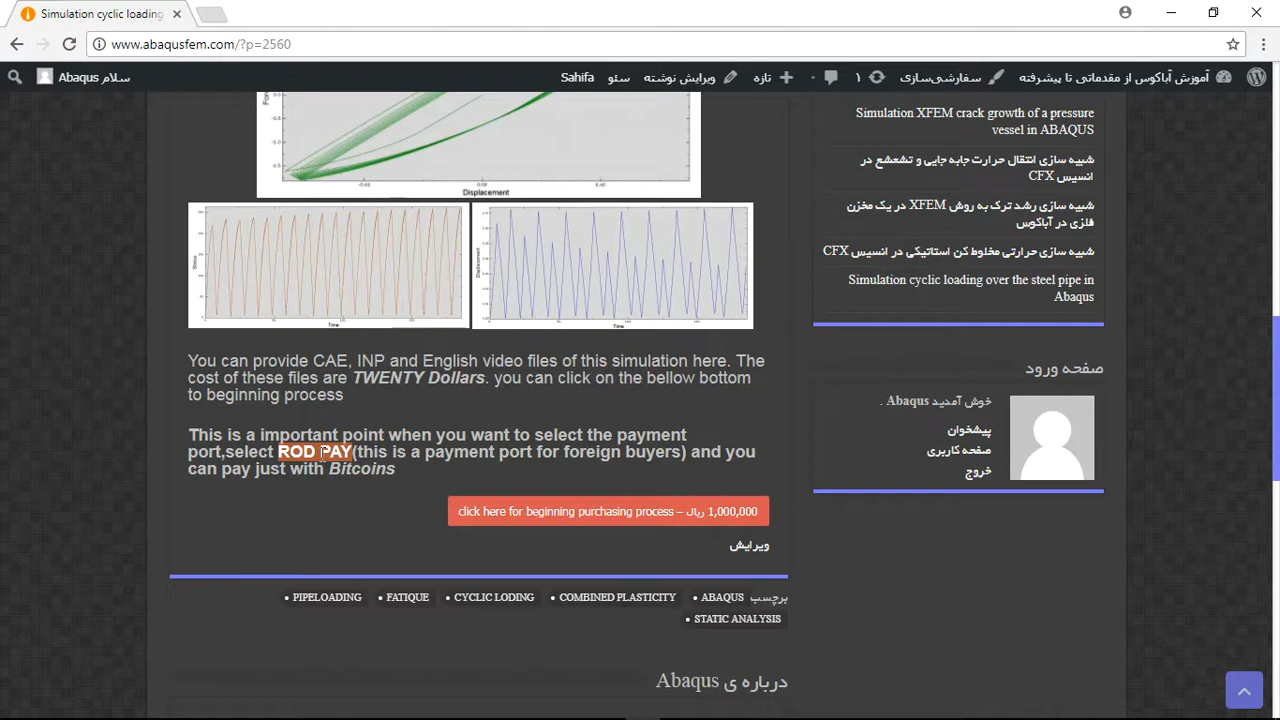 Simulation cyclic loading
www.abaqusfem.com/?p=2560
سلام Abaqus
Sahifa
سئو
ویرایش نوشته
تازه
۱
سفارشی‌سازی
آموزش آباکوس از مقدماتی تا پیشرفته
Displacement
Stress
Time
Displacement
Time
You can provide CAE, INP and English video files of this simulation here. The
cost of these files are TWENTY Dollars. you can click on the bellow bottom
to beginning process
This is a important point when you want to select the payment
port,select ROD PAY(this is a payment port for foreign buyers) and you
can pay just with Bitcoins
click here for beginning purchasing process – 1,000,000 ریال
ویرایش
برچسب ABAQUS COMBINED PLASTICITY CYCLIC LODING FATIQUE PIPELOADING
STATIC ANALYSIS
درباره ی Abaqus
Simulation XFEM crack growth of a pressure
vessel in ABAQUS
شبیه سازی انتقال حرارت جابه جایی و تشعشع در
انسیس CFX
شبیه سازی رشد ترک به روش XFEM در یک مخزن
فلزی در آباکوس
شبیه سازی حرارتی مخلوط کن استاتیکی در انسیس CFX
Simulation cyclic loading over the steel pipe in
Abaqus
صفحه ورود
خوش آمدید Abaqus .
پیشخوان
صفحه کاربری
خروج